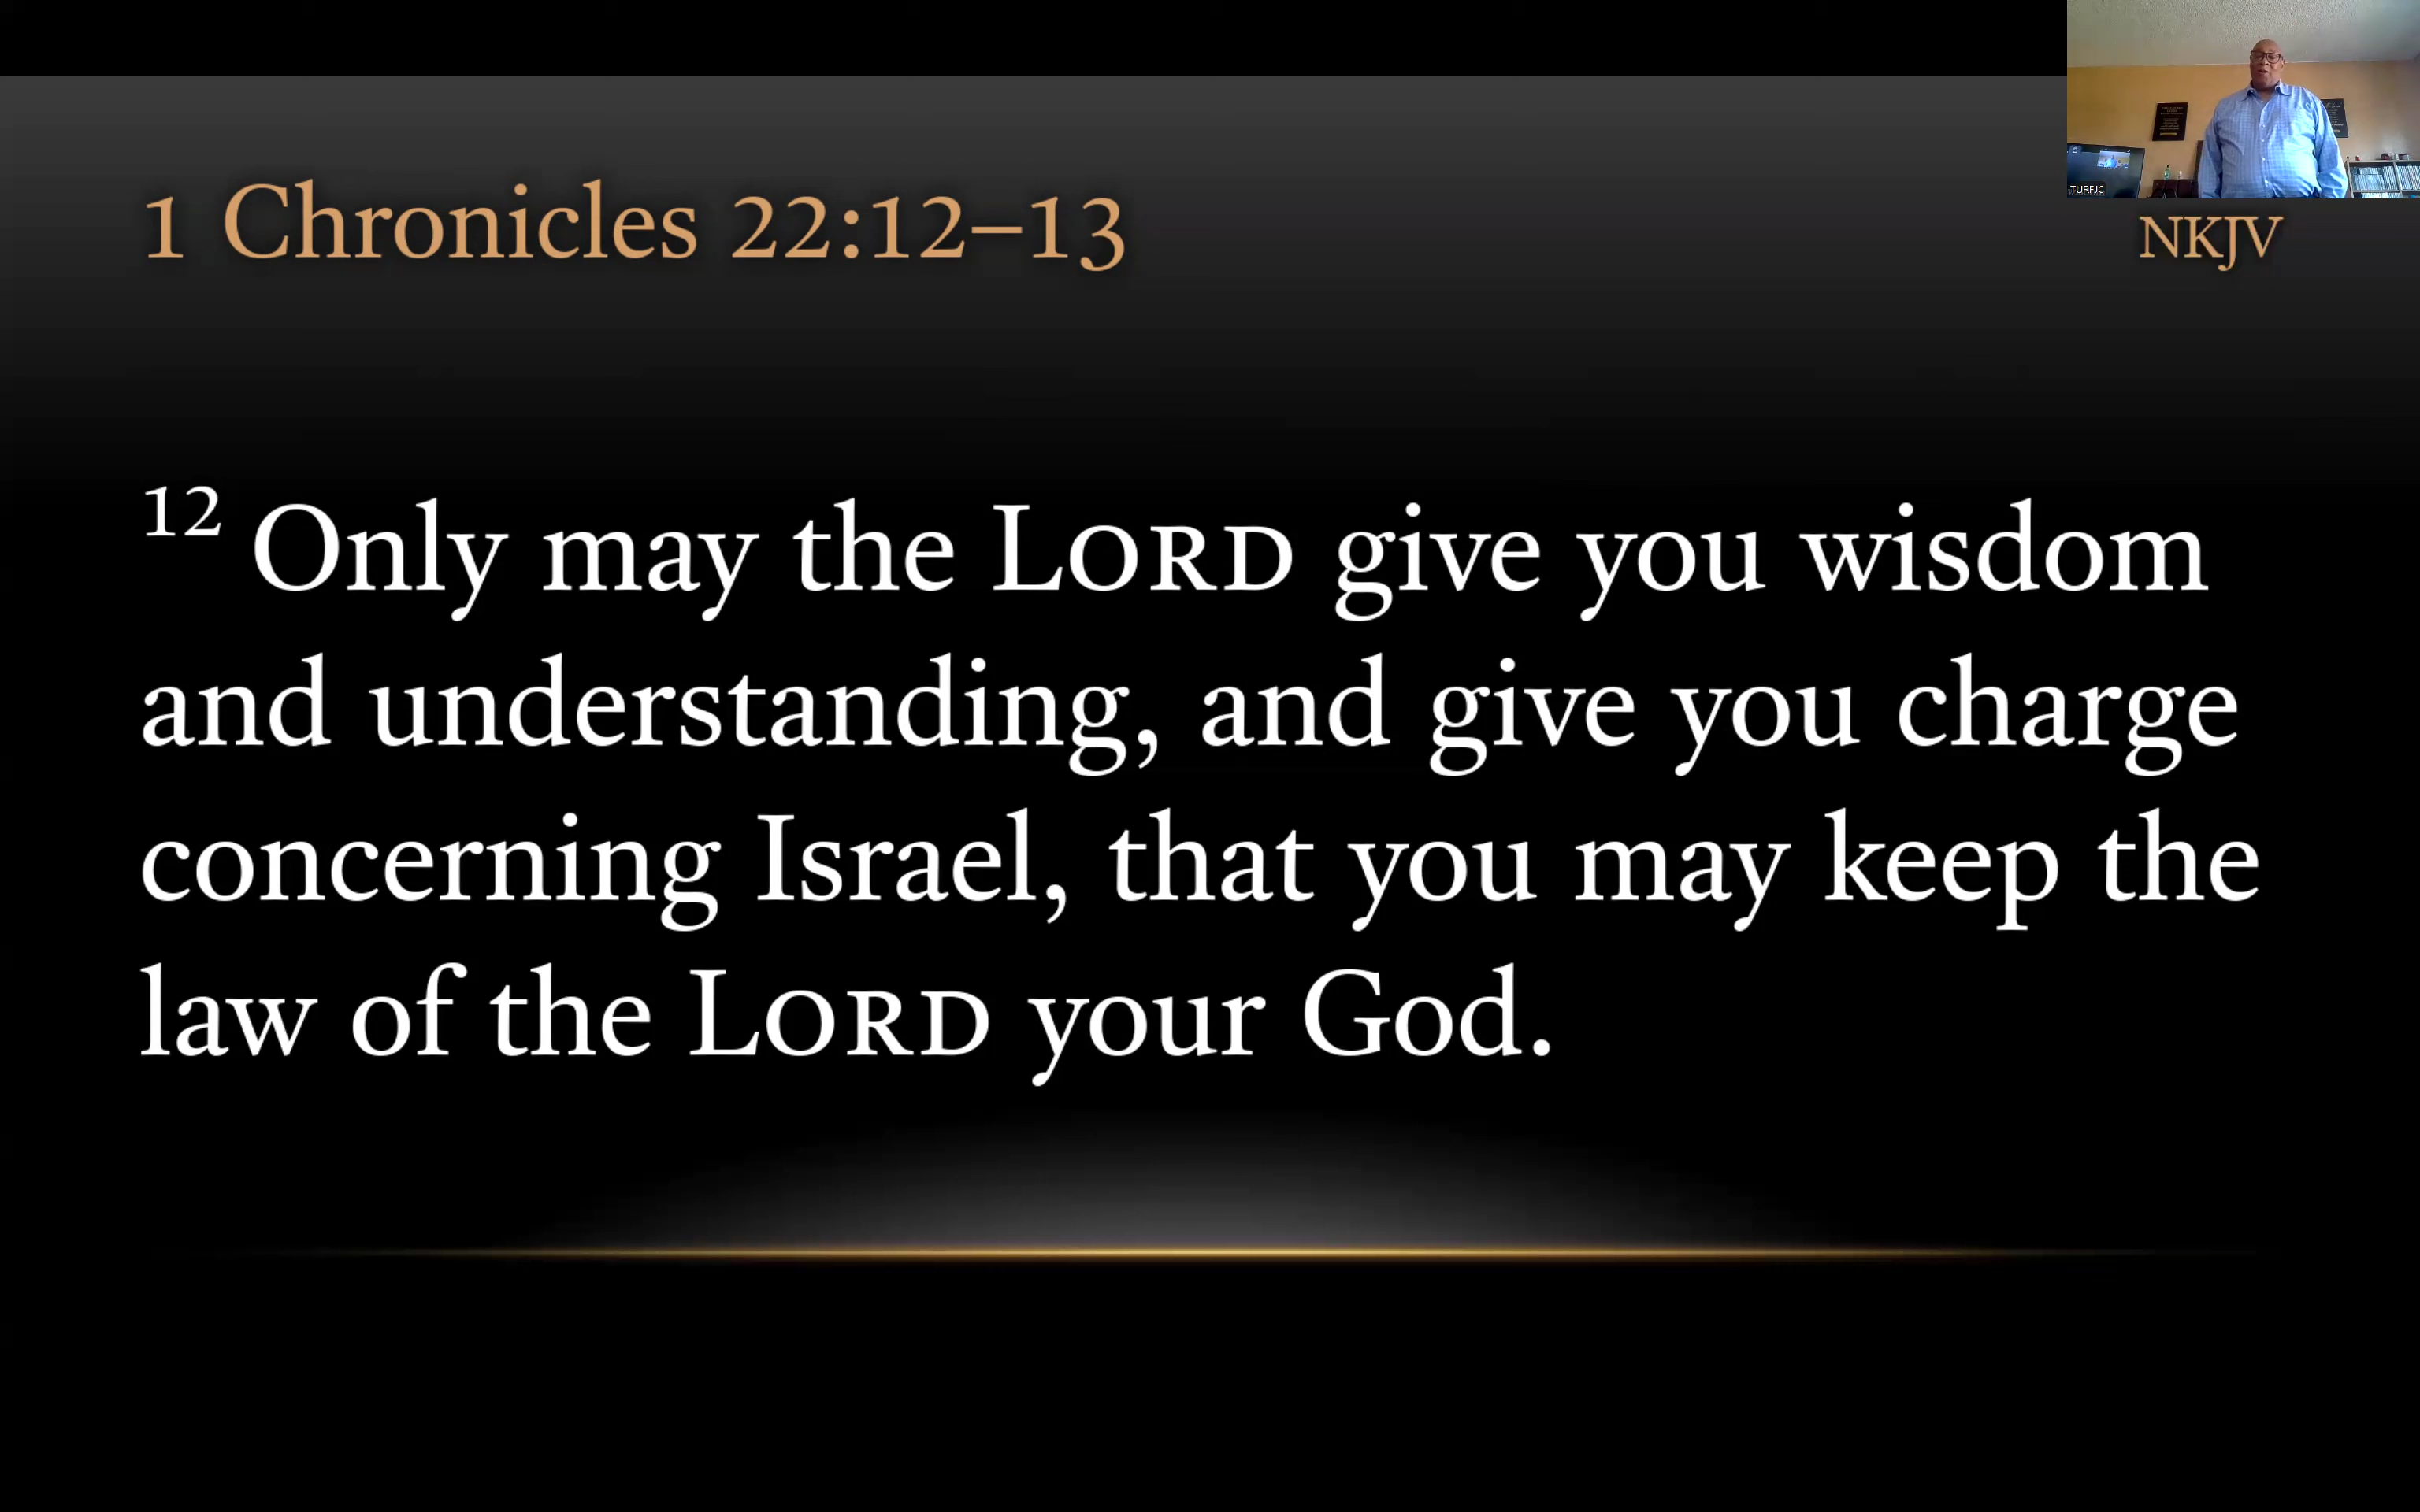 TURFJC
1 Chronicles 22:12–13
NKJV
12 Only may the LORD give you wisdom
and understanding, and give you charge
concerning Israel, that you may keep the
law of the LORD your God.